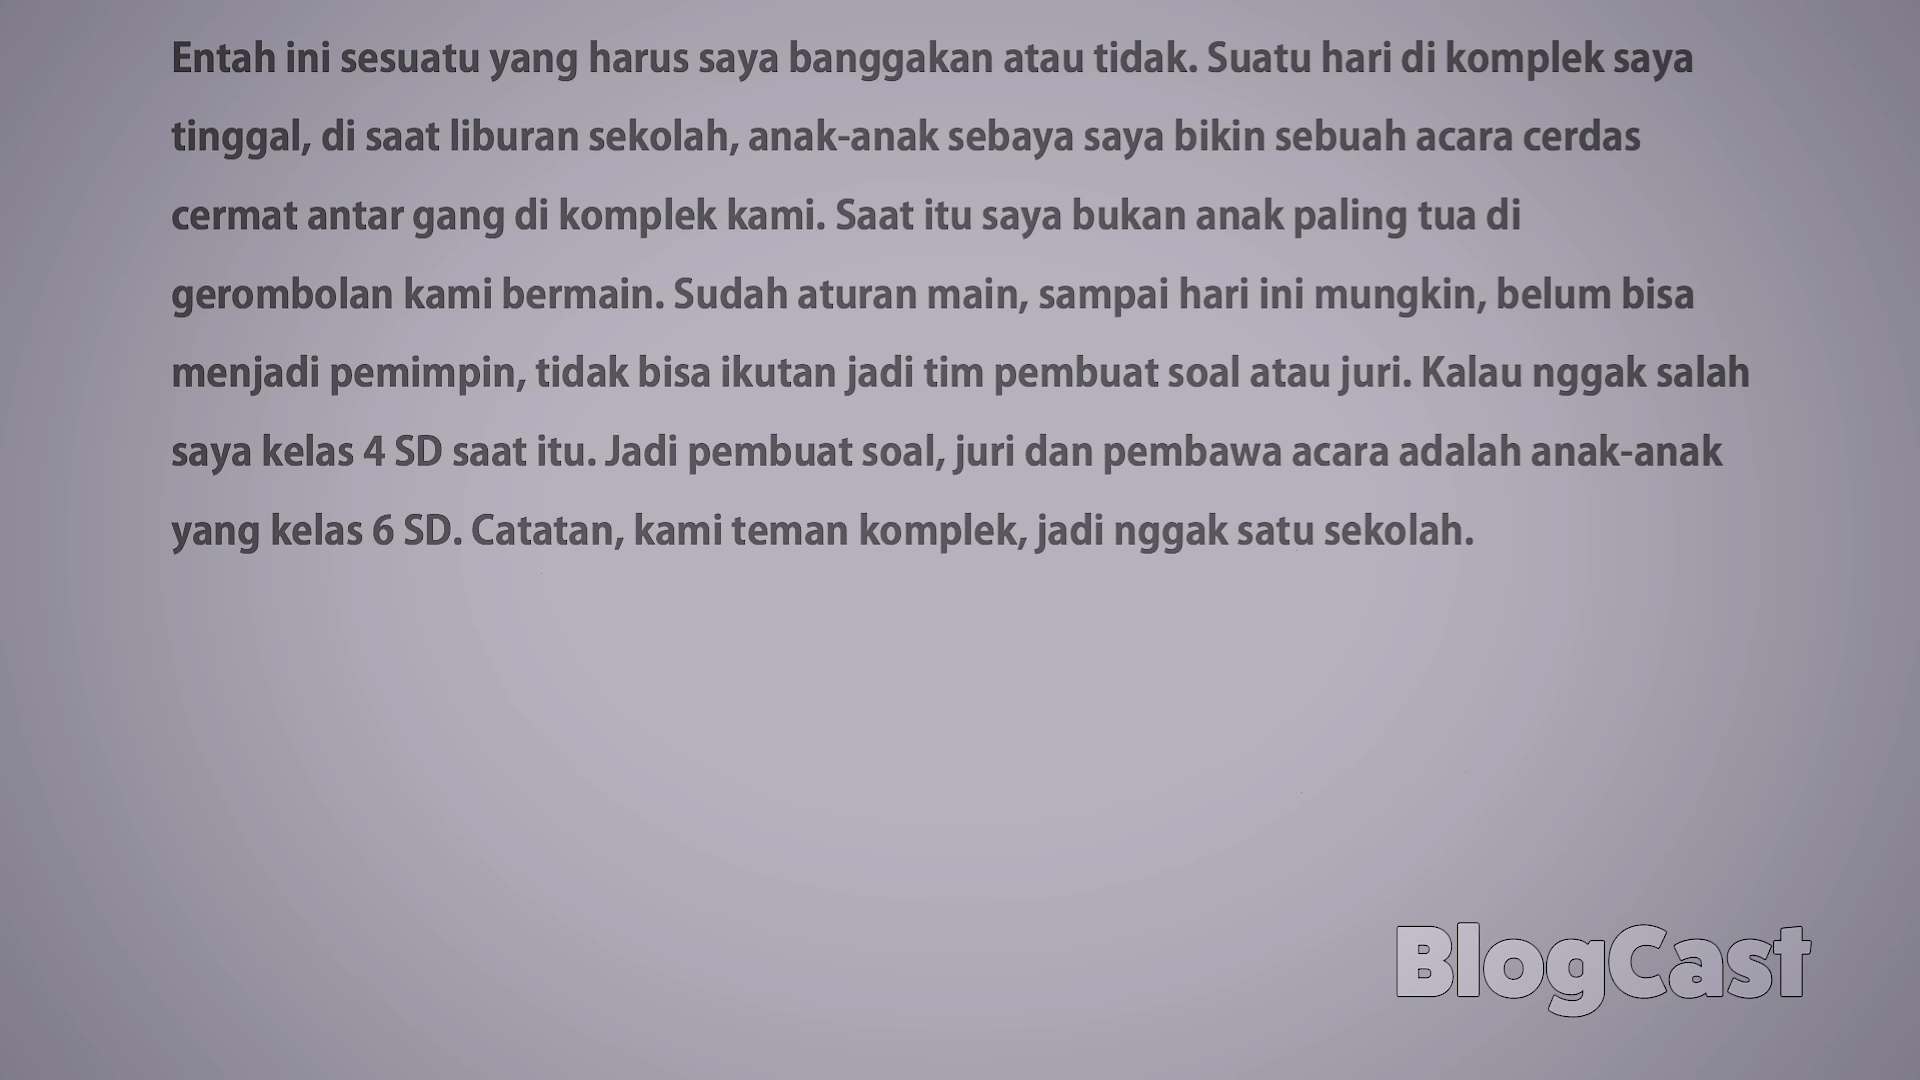 Entah ini sesuatu yang harus saya banggakan atau tidak. Suatu hari di komplek saya
tinggal, di saat liburan sekolah, anak-anak sebaya saya bikin sebuah acara cerdas
cermat antar gang di komplek kami. Saat itu saya bukan anak paling tua di
gerombolan kami bermain. Sudah aturan main, sampai hari ini mungkin, belum bisa
menjadi pemimpin, tidak bisa ikutan jadi tim pembuat soal atau juri. Kalau nggak salah
saya kelas 4 SD saat itu. Jadi pembuat soal, juri dan pembawa acara adalah anak-anak
yang kelas 6 SD. Catatan, kami teman komplek, jadi nggak satu sekolah.
BlogCast